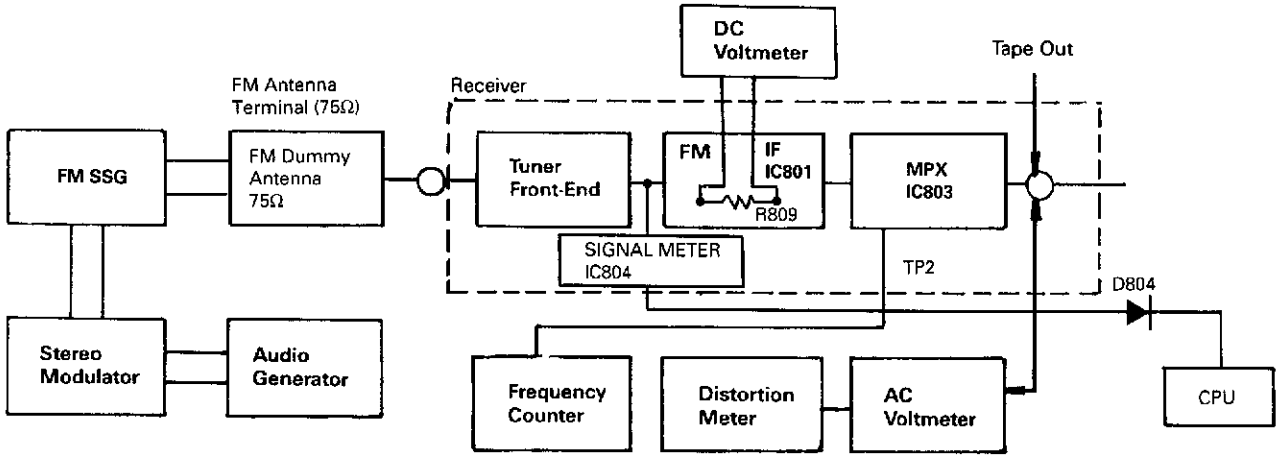 DC
Voltmeter
Tape Out
FM Antenna
Terminal (75Ω)
Receiver
FM SSG
FM Dummy
Antenna
75Ω
Tuner
Front-End
FM
IF
IC801
R809
MPX
IC803
SIGNAL METER
IC804
TP2
D804
Stereo
Modulator
Audio
Generator
Frequency
Counter
Distortion
Meter
AC
Voltmeter
CPU